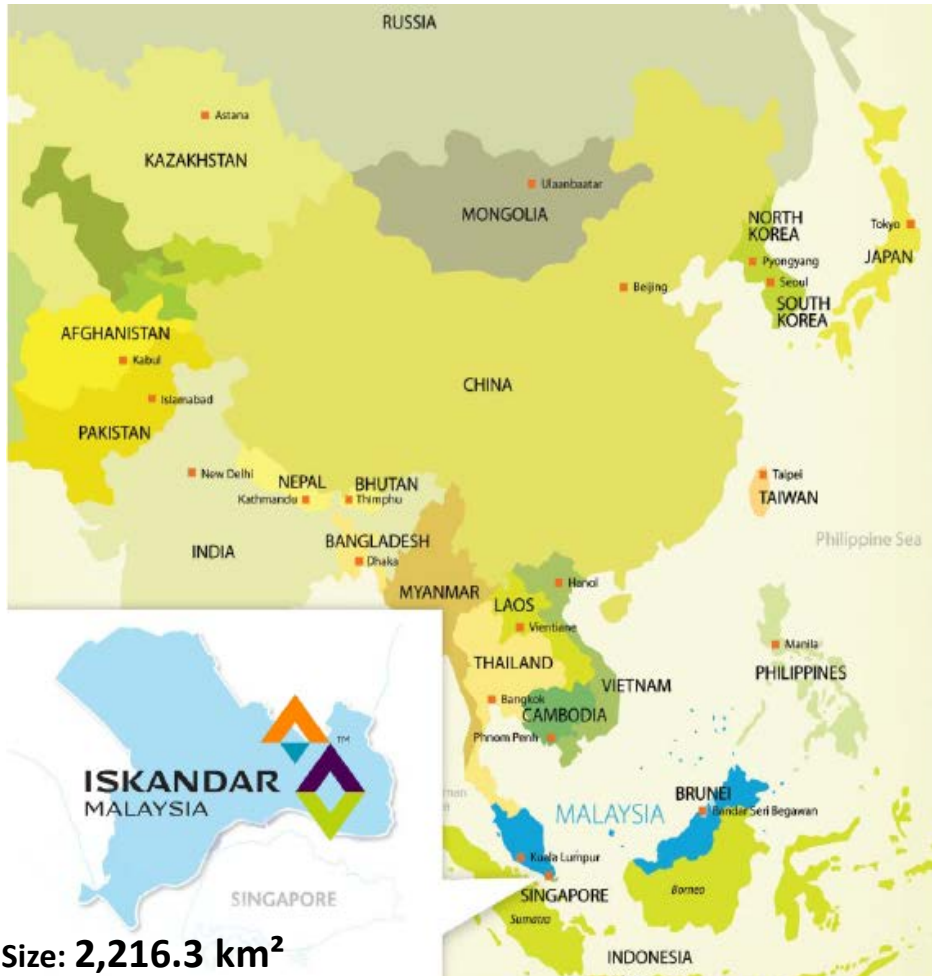 RUSSIA
Astana
KAZAKHSTAN
Ulaanbaatar
MONGOLIA
NORTH
KOREA
Tokyo
JAPAN
Pyongyang
Seoul
SOUTH
KOREA
Beijing
AFGHANISTAN
Kabul
CHINA
Islamabad
PAKISTAN
New Delhi
NEPAL
BHUTAN
Kathmandu
Thimphu
Taipei
TAIWAN
Philippine Sea
BANGLADESH
INDIA
Dhaka
MYANMAR
Hanoi
LAOS
Vientiane
Manila
THAILAND
PHILIPPINES
VIETNAM
Bangkok
CAMBODIA
Phnom Penh
BRUNEI
MALAYSIA
Bandar Seri Begawan
Kuala Lumpur
SINGAPORE
Borneo
Sumatra
INDONESIA
TM
ISKANDAR
MALAYSIA
SINGAPORE
Size: 2,216.3 km²